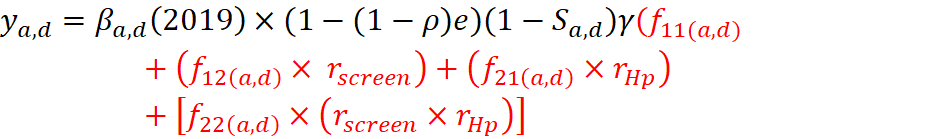 y_{a,d} = β_{a,d}(2019) × (1 − (1 − ρ)e)(1 − S_{a,d})γ(f_{11(a,d)}
+ (f_{12(a,d)} × r_{screen}) + (f_{21(a,d)} × r_{Hp})
+ [f_{22(a,d)} × (r_{screen} × r_{Hp})]